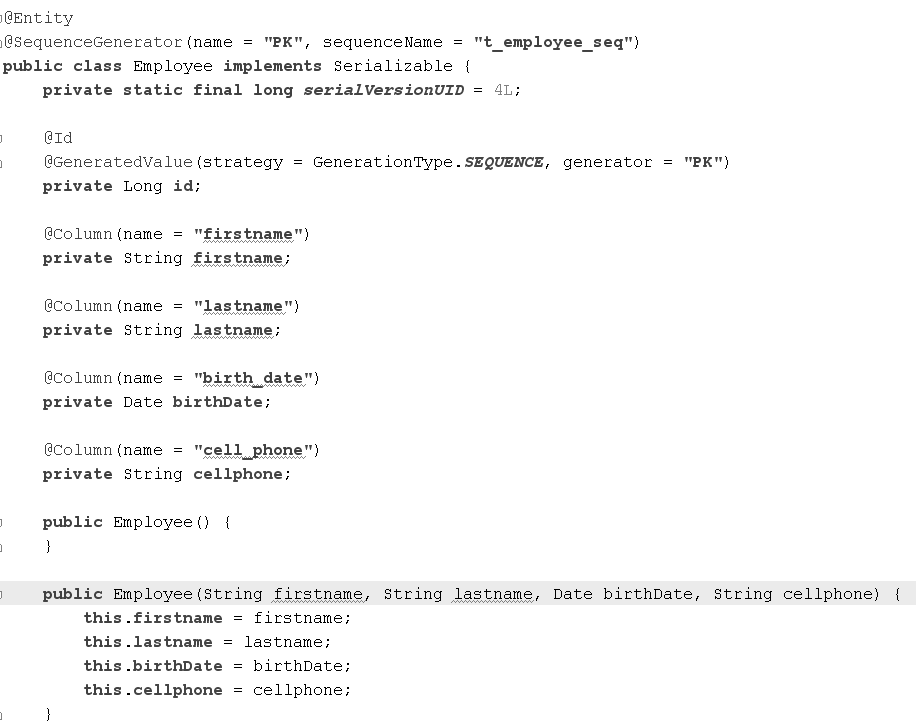 @Entity
@SequenceGenerator(name = "PK", sequenceName = "t_employee_seq")
public class Employee implements Serializable {
    private static final long serialVersionUID = 4L;
    @Id
    @GeneratedValue(strategy = GenerationType.SEQUENCE, generator = "PK")
    private Long id;
    @Column(name = "firstname")
    private String firstname;
    @Column(name = "lastname")
    private String lastname;
    @Column(name = "birth_date")
    private Date birthDate;
    @Column(name = "cell_phone")
    private String cellphone;
    public Employee() {
    }
    public Employee(String firstname, String lastname, Date birthDate, String cellphone) {
        this.firstname = firstname;
        this.lastname = lastname;
        this.birthDate = birthDate;
        this.cellphone = cellphone;
    }